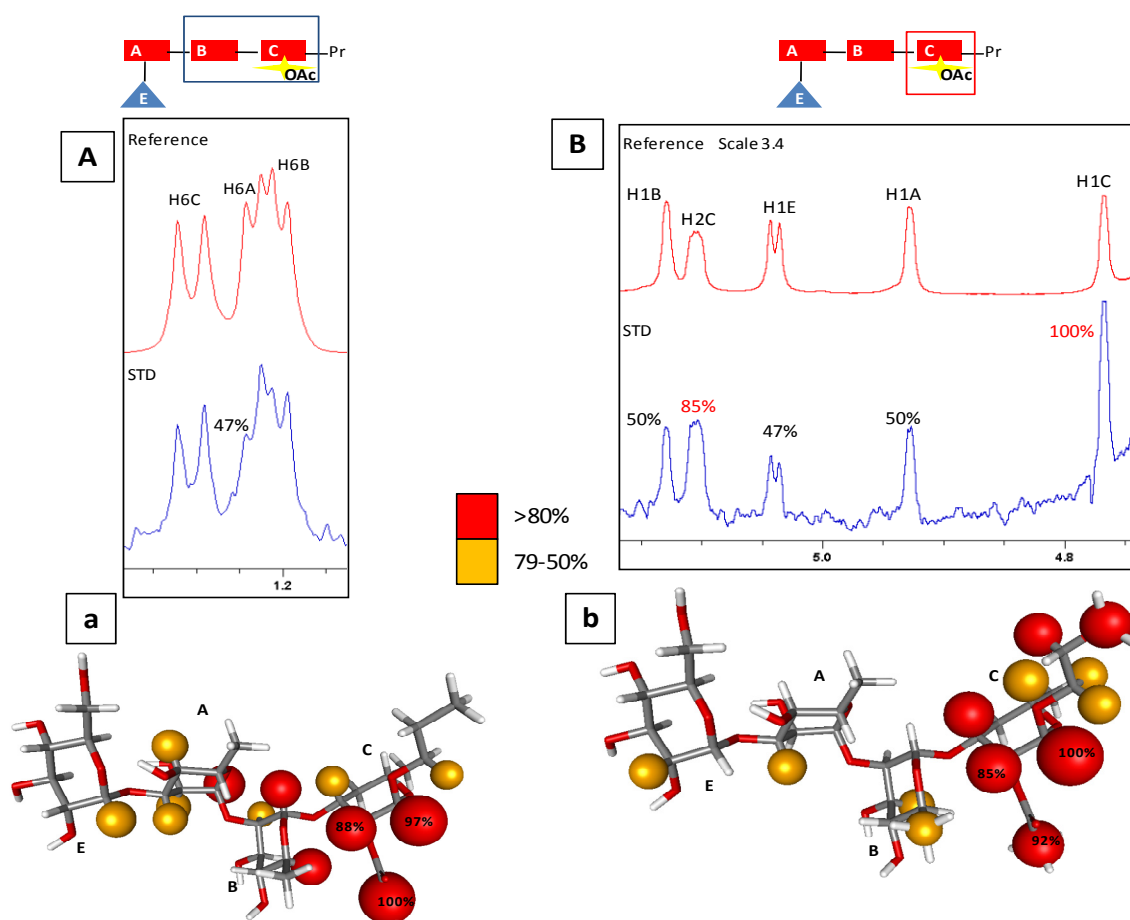 A B C Pr
OAc
E
A B C Pr
OAc
E
A
Reference
H6C H6A H6B
STD
47%
1.2
B
Reference Scale 3.4
H1B H2C H1E H1A H1C
STD
100%
50% 85% 47% 50%
5.0 4.8
>80%
79-50%
a
A
C
88% 97%
E
B
100%
b
A
C
100%
85%
E
B
92%